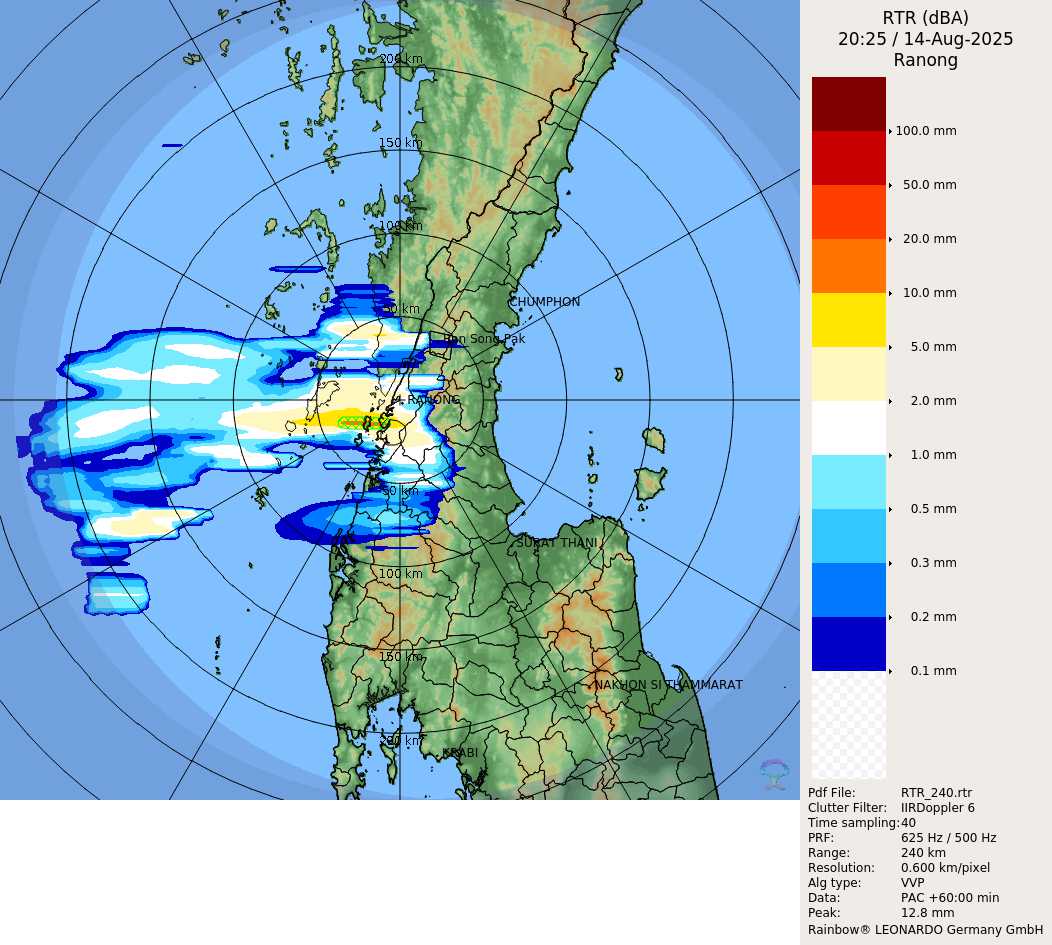 RTR (dBA)
20:25 / 14-Aug-2025
Ranong
100.0 mm
50.0 mm
20.0 mm
10.0 mm
5.0 mm
2.0 mm
1.0 mm
0.5 mm
0.3 mm
0.2 mm
0.1 mm
Pdf File: RTR_240.rtr
Clutter Filter: IIRDoppler 6
Time sampling:40
PRF: 625 Hz / 500 Hz
Range: 240 km
Resolution: 0.600 km/pixel
Alg type: VVP
Data: PAC +60:00 min
Peak: 12.8 mm
Rainbow® LEONARDO Germany GmbH
200 km
150 km
100 km
50 km
CHUMPHON
Ban Song Pak
RANONG
50 km
SURAT THANI
100 km
150 km
NAKHON SI THAMMARAT
200 km
KRABI